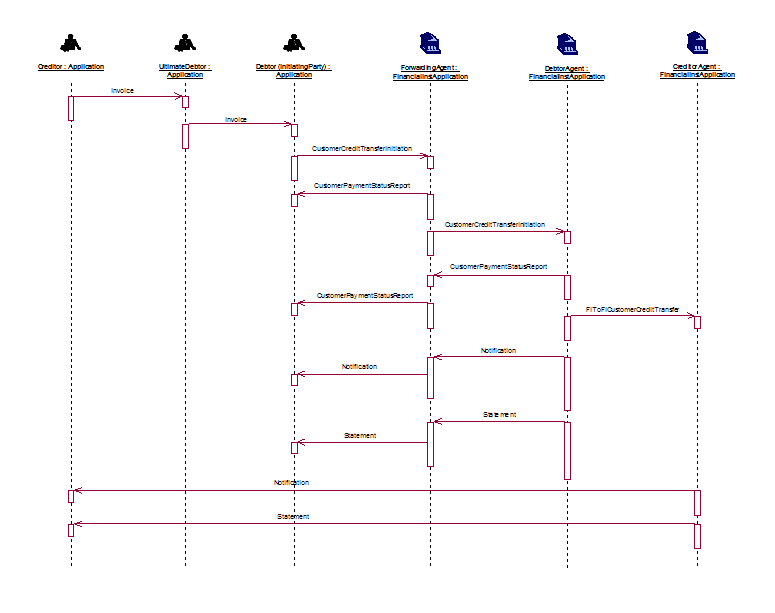 Creditor : Application
UltimateDebtor :
Application
Debtor (InitiatingParty) :
Application
ForwardingAgent :
FinancialInstApplication
DebtorAgent :
FinancialInstApplication
CreditorAgent :
FinancialInstApplication
Invoice
Invoice
CustomerCreditTransferInitiation
CustomerPaymentStatusReport
CustomerCreditTransferInitiation
CustomerPaymentStatusReport
CustomerPaymentStatusReport
FIToFICustomerCreditTransfer
Notification
Notification
Statement
Statement
Notification
Statement